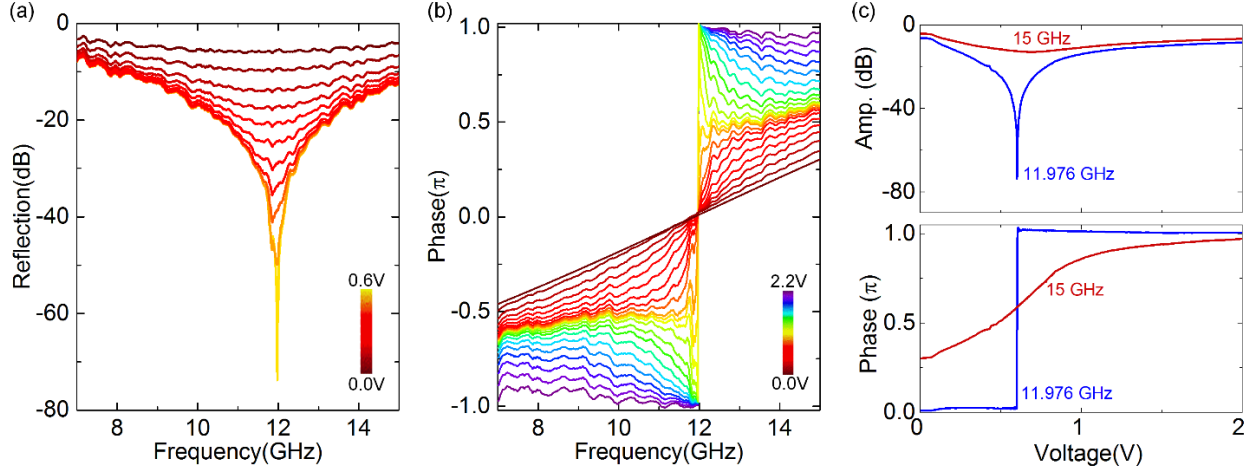 (a)
0
-20
-40
-60
-80
Reflection(dB)
8
10
12
14
Frequency(GHz)
0.6V
0.0V
(b)
1.0
0.5
0.0
-0.5
-1.0
Phase(π)
8
10
12
14
Frequency(GHz)
2.2V
0.0V
(c)
0
-40
-80
Amp. (dB)
15 GHz
11.976 GHz
1.0
0.5
0.0
Phase (π)
15 GHz
11.976 GHz
0
1
2
Voltage(V)